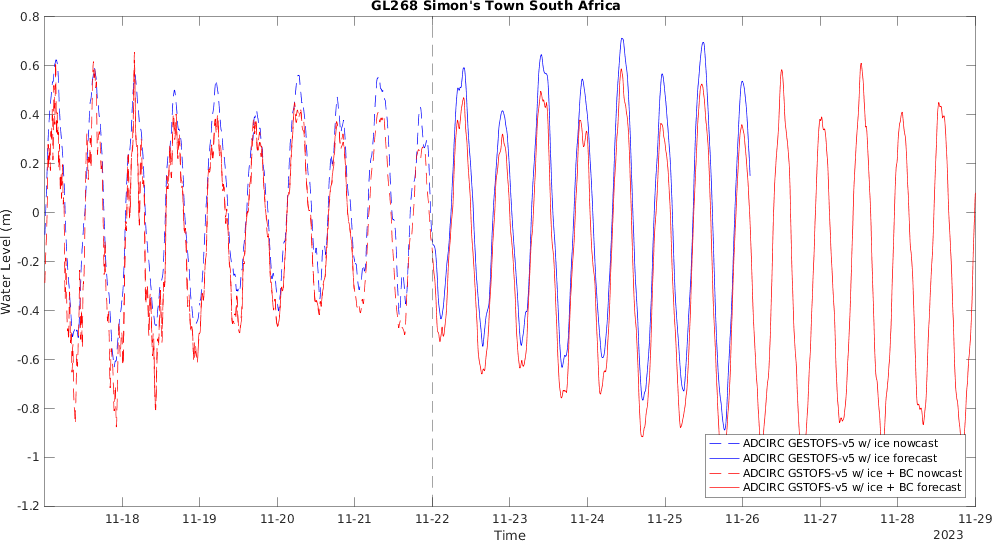 GL268 Simon's Town South Africa
0.8
0.6
0.4
0.2
0
-0.2
-0.4
-0.6
-0.8
-1
-1.2
Water Level (m)
ADCIRC GESTOFS-v5 w/ ice nowcast
ADCIRC GESTOFS-v5 w/ ice forecast
ADCIRC GSTOFS-v5 w/ ice + BC nowcast
ADCIRC GSTOFS-v5 w/ ice + BC forecast
11-18 11-19 11-20 11-21 11-22 11-23 11-24 11-25 11-26 11-27 11-28 11-29
Time
2023